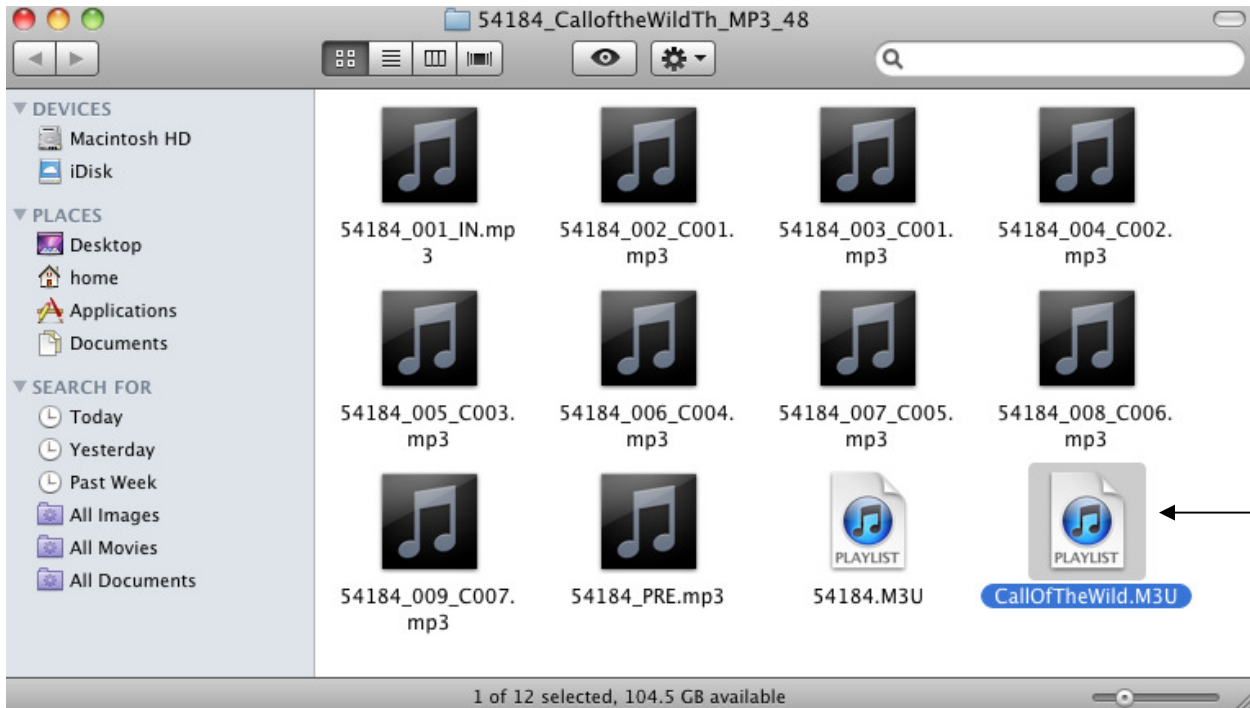 54184_CalloftheWildTh_MP3_48
DEVICES
Macintosh HD
iDisk
PLACES
Desktop
home
Applications
Documents
SEARCH FOR
Today
Yesterday
Past Week
All Images
All Movies
All Documents
54184_001_IN.mp
3
54184_002_C001.
mp3
54184_003_C001.
mp3
54184_004_C002.
mp3
54184_005_C003.
mp3
54184_006_C004.
mp3
54184_007_C005.
mp3
54184_008_C006.
mp3
54184_009_C007.
mp3
54184_PRE.mp3
PLAYLIST
54184.M3U
PLAYLIST
CallOfTheWild.M3U
1 of 12 selected, 104.5 GB available